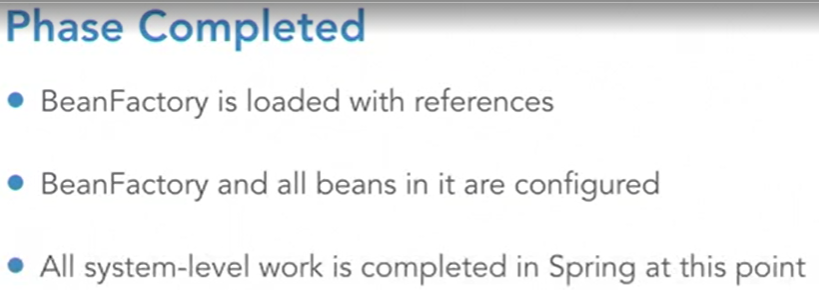 Phase Completed
BeanFactory is loaded with references
BeanFactory and all beans in it are configured
All system-level work is completed in Spring at this point